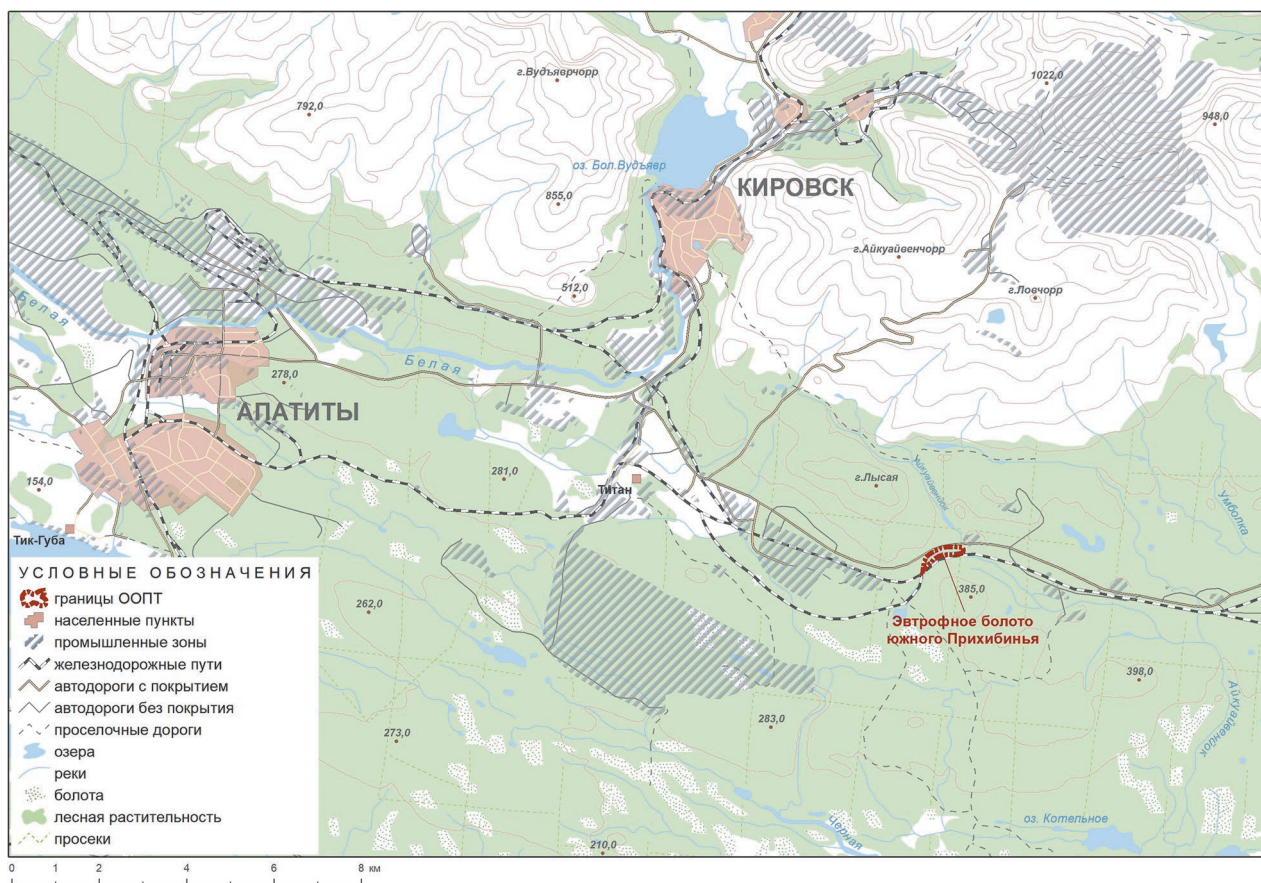 г.Вудъяврчорр
1022,0
792,0
948,0
оз. Бол.Вудъявр
КИРОВСК
855,0
г.Айкуайвенчорр
512,0
г.Ловчорр
Белая
Белая
278,0
АПАТИТЫ
281,0
г.Лысая
Айкуайвенйок
Умболка
154,0
Титан
Тик-Губа
385,0
262,0
Эвтрофное болото
южного Прихибинья
398,0
Айкуайвенйок
283,0
273,0
Черная
оз. Котельное
210,0
УСЛОВНЫЕ ОБОЗНАЧЕНИЯ
границы ООПТ
населенные пункты
промышленные зоны
железнодорожные пути
автодороги с покрытием
автодороги без покрытия
проселочные дороги
озера
реки
болота
лесная растительность
просеки
0 1 2 4 6 8 км